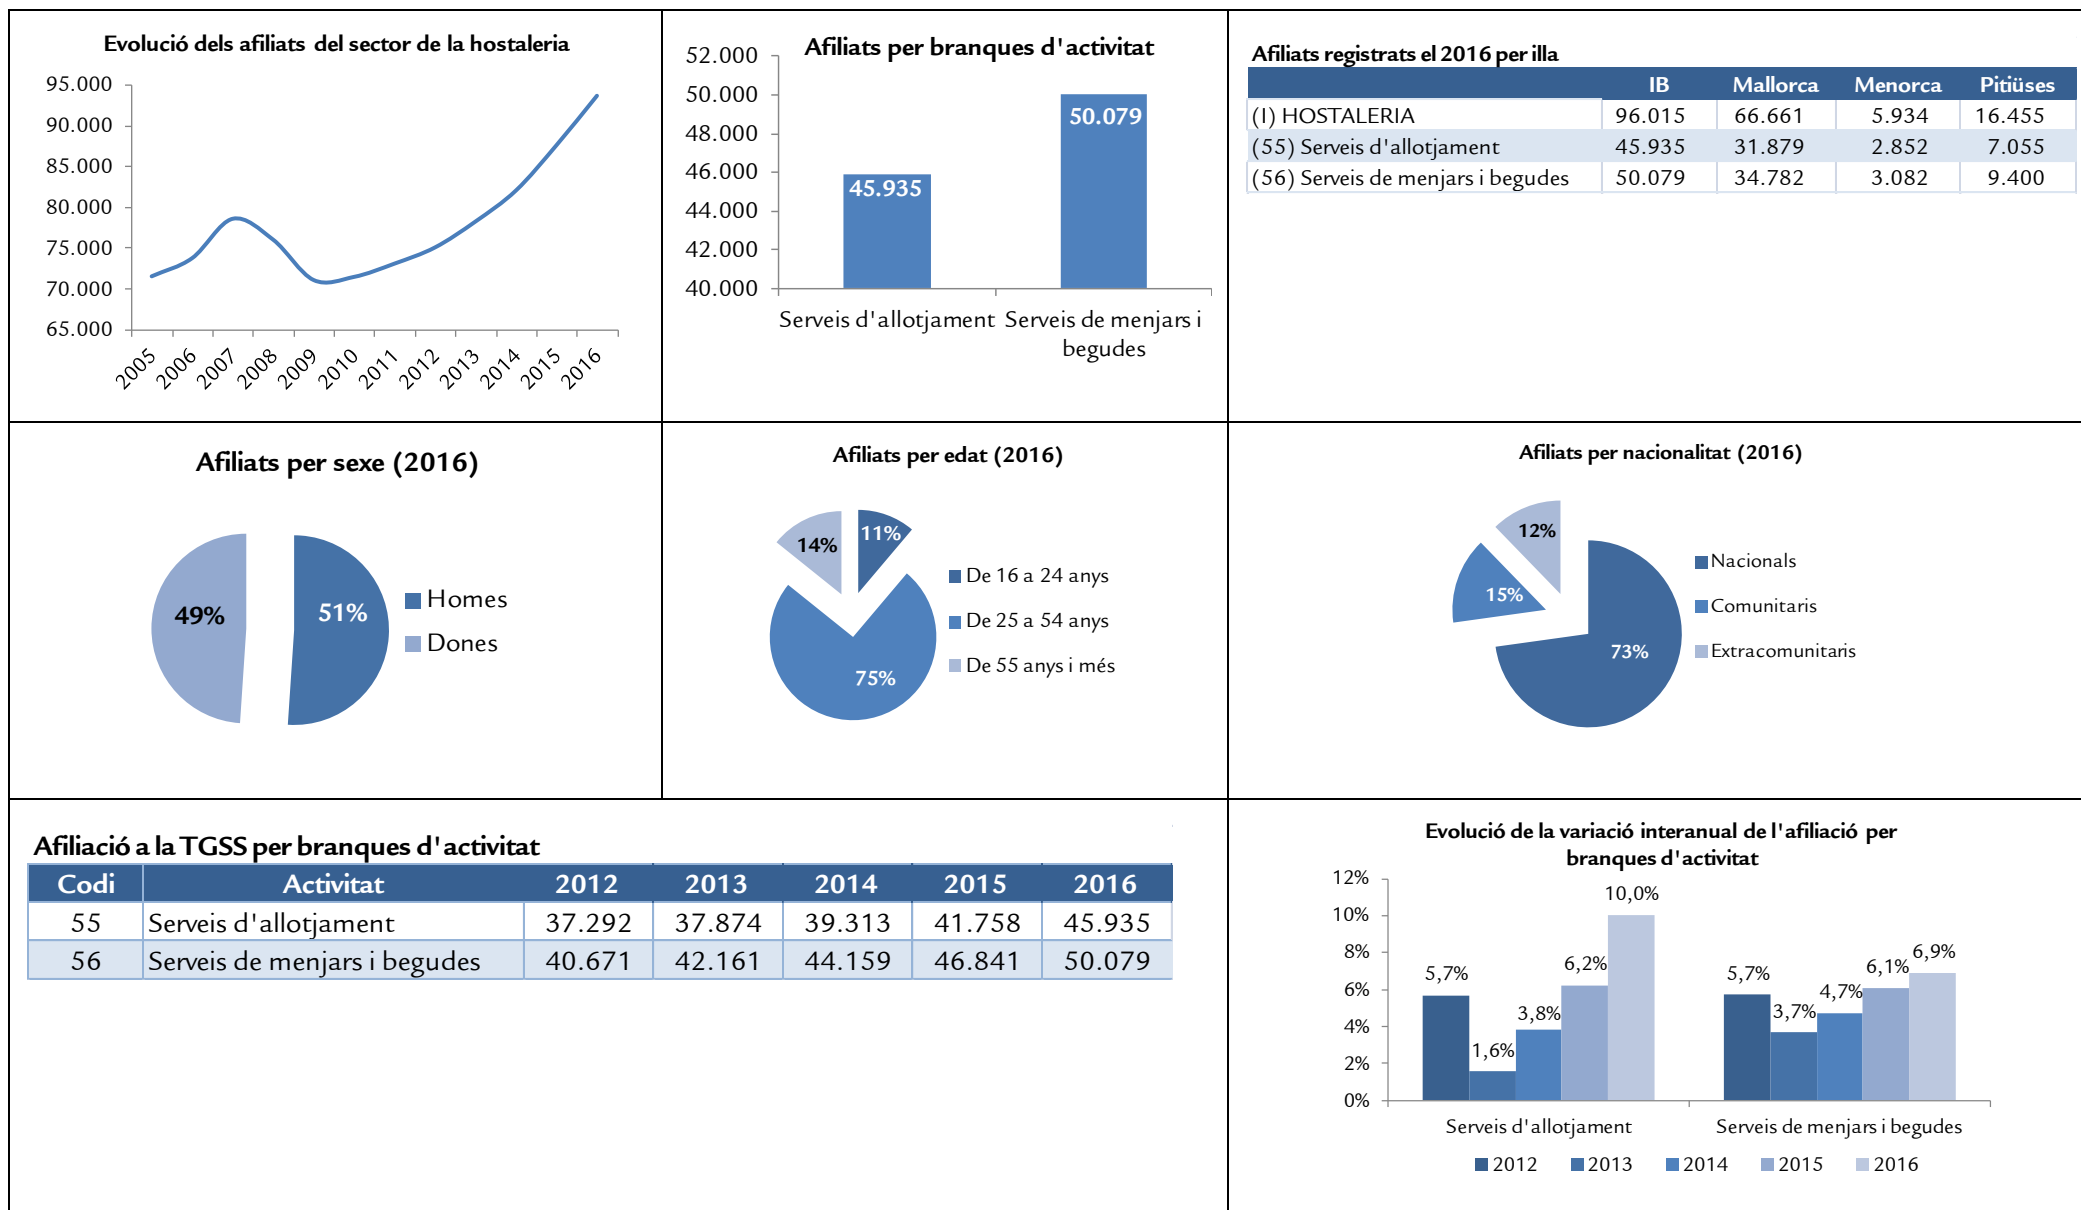 Evolució dels afiliats del sector de la hostaleria
95.000
90.000
85.000
80.000
75.000
70.000
65.000
2005 2006 2007 2008 2009 2010 2011 2012 2013 2014 2015 2016
Afiliats per branques d'activitat
52.000
50.000
48.000
46.000
44.000
42.000
40.000
45.935
50.079
Serveis d'allotjament
Serveis de menjars i
begudes
Afiliats registrats el 2016 per illa
IB Mallorca Menorca Pitiüses
(I) HOSTALERIA 96.015 66.661 5.934 16.455
(55) Serveis d'allotjament 45.935 31.879 2.852 7.055
(56) Serveis de menjars i begudes 50.079 34.782 3.082 9.400
Afiliats per sexe (2016)
49%
51%
Homes
Dones
Afiliats per edat (2016)
11%
14%
75%
De 16 a 24 anys
De 25 a 54 anys
De 55 anys i més
Afiliats per nacionalitat (2016)
12%
15%
73%
Nacionals
Comunitaris
Extracomunitaris
Afiliació a la TGSS per branques d'activitat
Codi Activitat 2012 2013 2014 2015 2016
55 Serveis d'allotjament 37.292 37.874 39.313 41.758 45.935
56 Serveis de menjars i begudes 40.671 42.161 44.159 46.841 50.079
Evolució de la variació interanual de l'afiliació per
branques d'activitat
12%
10%
8%
6%
4%
2%
0%
5,7% 1,6% 3,8% 6,2% 10,0%
5,7% 3,7% 4,7% 6,1% 6,9%
Serveis d'allotjament
Serveis de menjars i begudes
2012 2013 2014 2015 2016